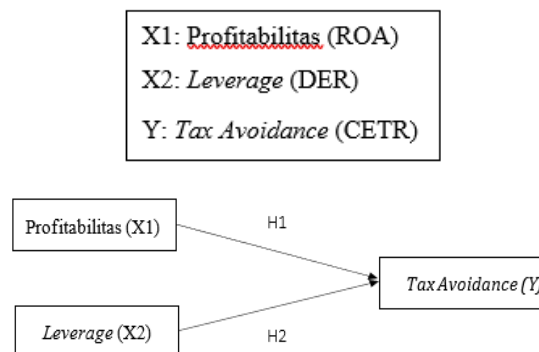 X1: Profitabilitas (ROA)
X2: Leverage (DER)
Y: Tax Avoidance (CETR)
Profitabilitas (X1)
H1
Tax Avoidance (Y)
Leverage (X2)
H2